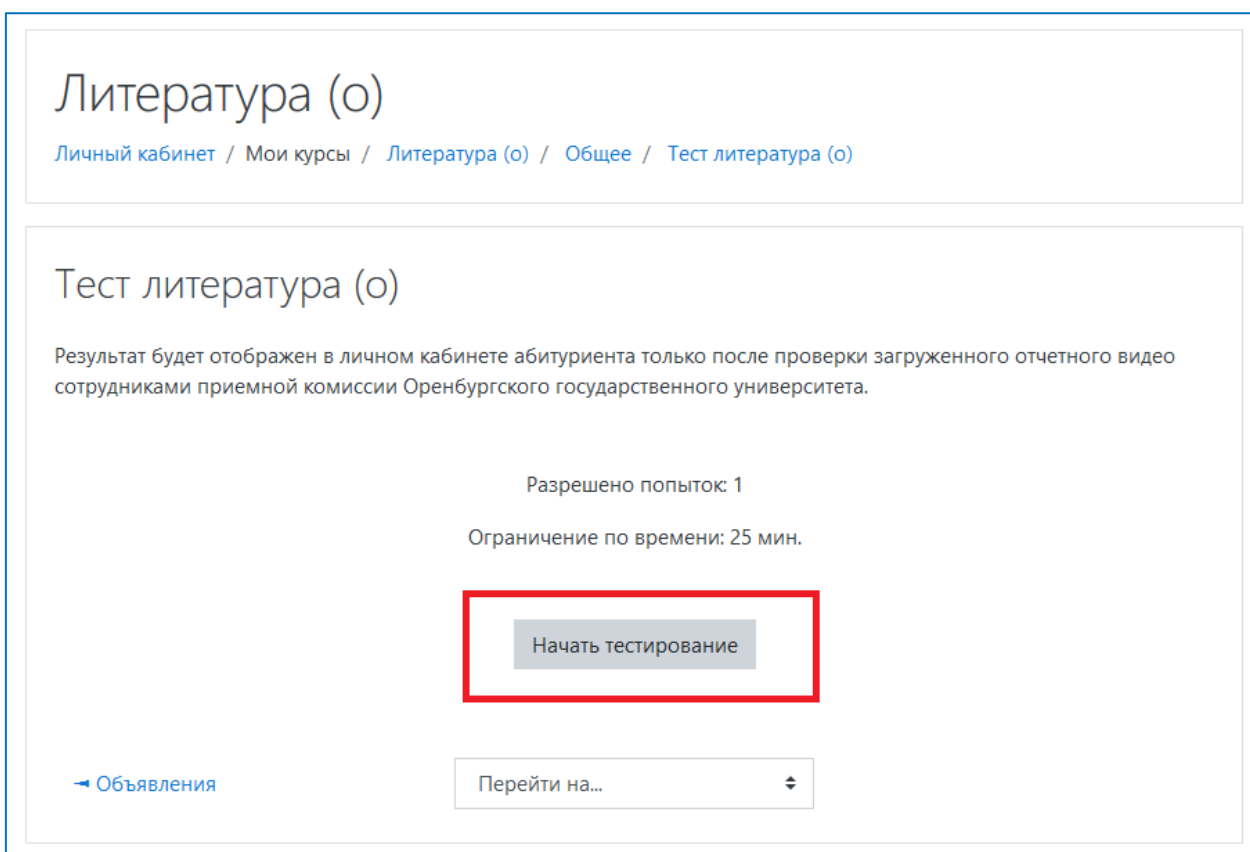 Литература (о)
Личный кабинет / Мои курсы / Литература (о) / Общее / Тест литература (о)
Тест литература (о)
Результат будет отображен в личном кабинете абитуриента только после проверки загруженного отчетного видео
сотрудниками приемной комиссии Оренбургского государственного университета.
Разрешено попыток: 1
Ограничение по времени: 25 мин.
Начать тестирование
Объявления
Перейти на...